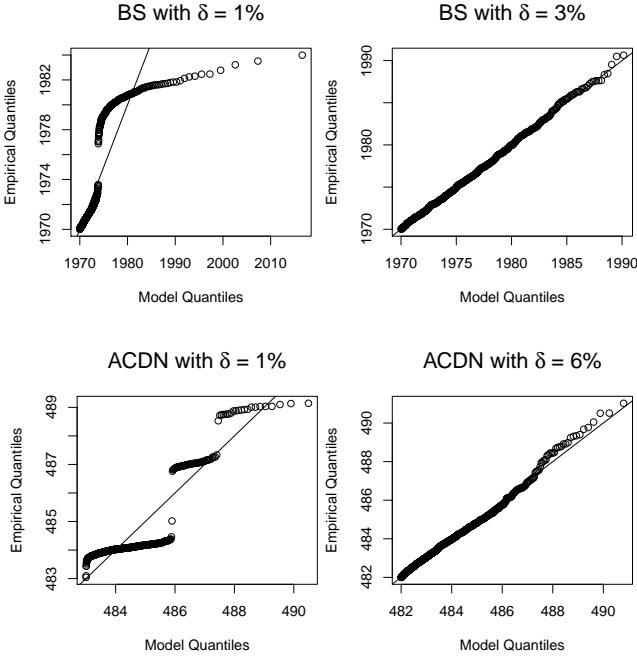 BS with δ = 1%
Empirical Quantiles
1970 1974 1978 1982
1970 1980 1990 2000 2010
Model Quantiles
BS with δ = 3%
Empirical Quantiles
1970 1980 1990
1970 1975 1980 1985 1990
Model Quantiles
ACDN with δ = 1%
Empirical Quantiles
483 485 487 489
484 486 488 490
Model Quantiles
ACDN with δ = 6%
Empirical Quantiles
482 484 486 488 490
482 484 486 488 490
Model Quantiles